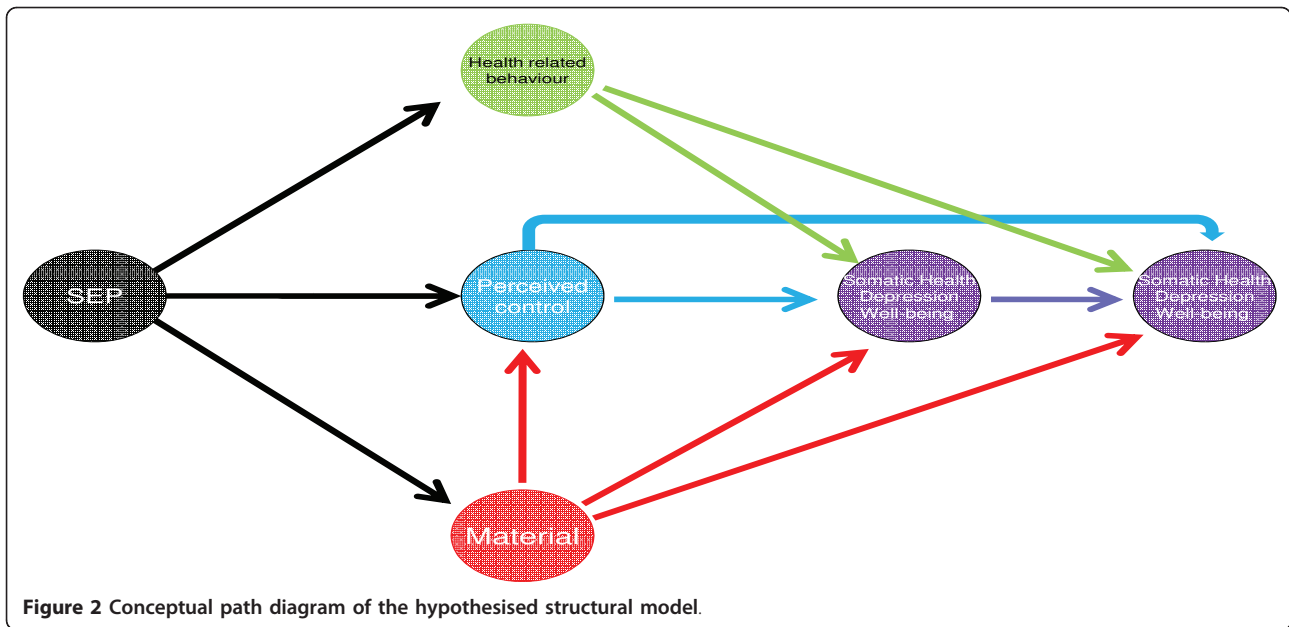 Health related
behaviour
SEP
Perceived
control
Somatic Health
Depression
Well-being
Somatic Health
Depression
Well-being
Material
Figure 2 Conceptual path diagram of the hypothesised structural model.